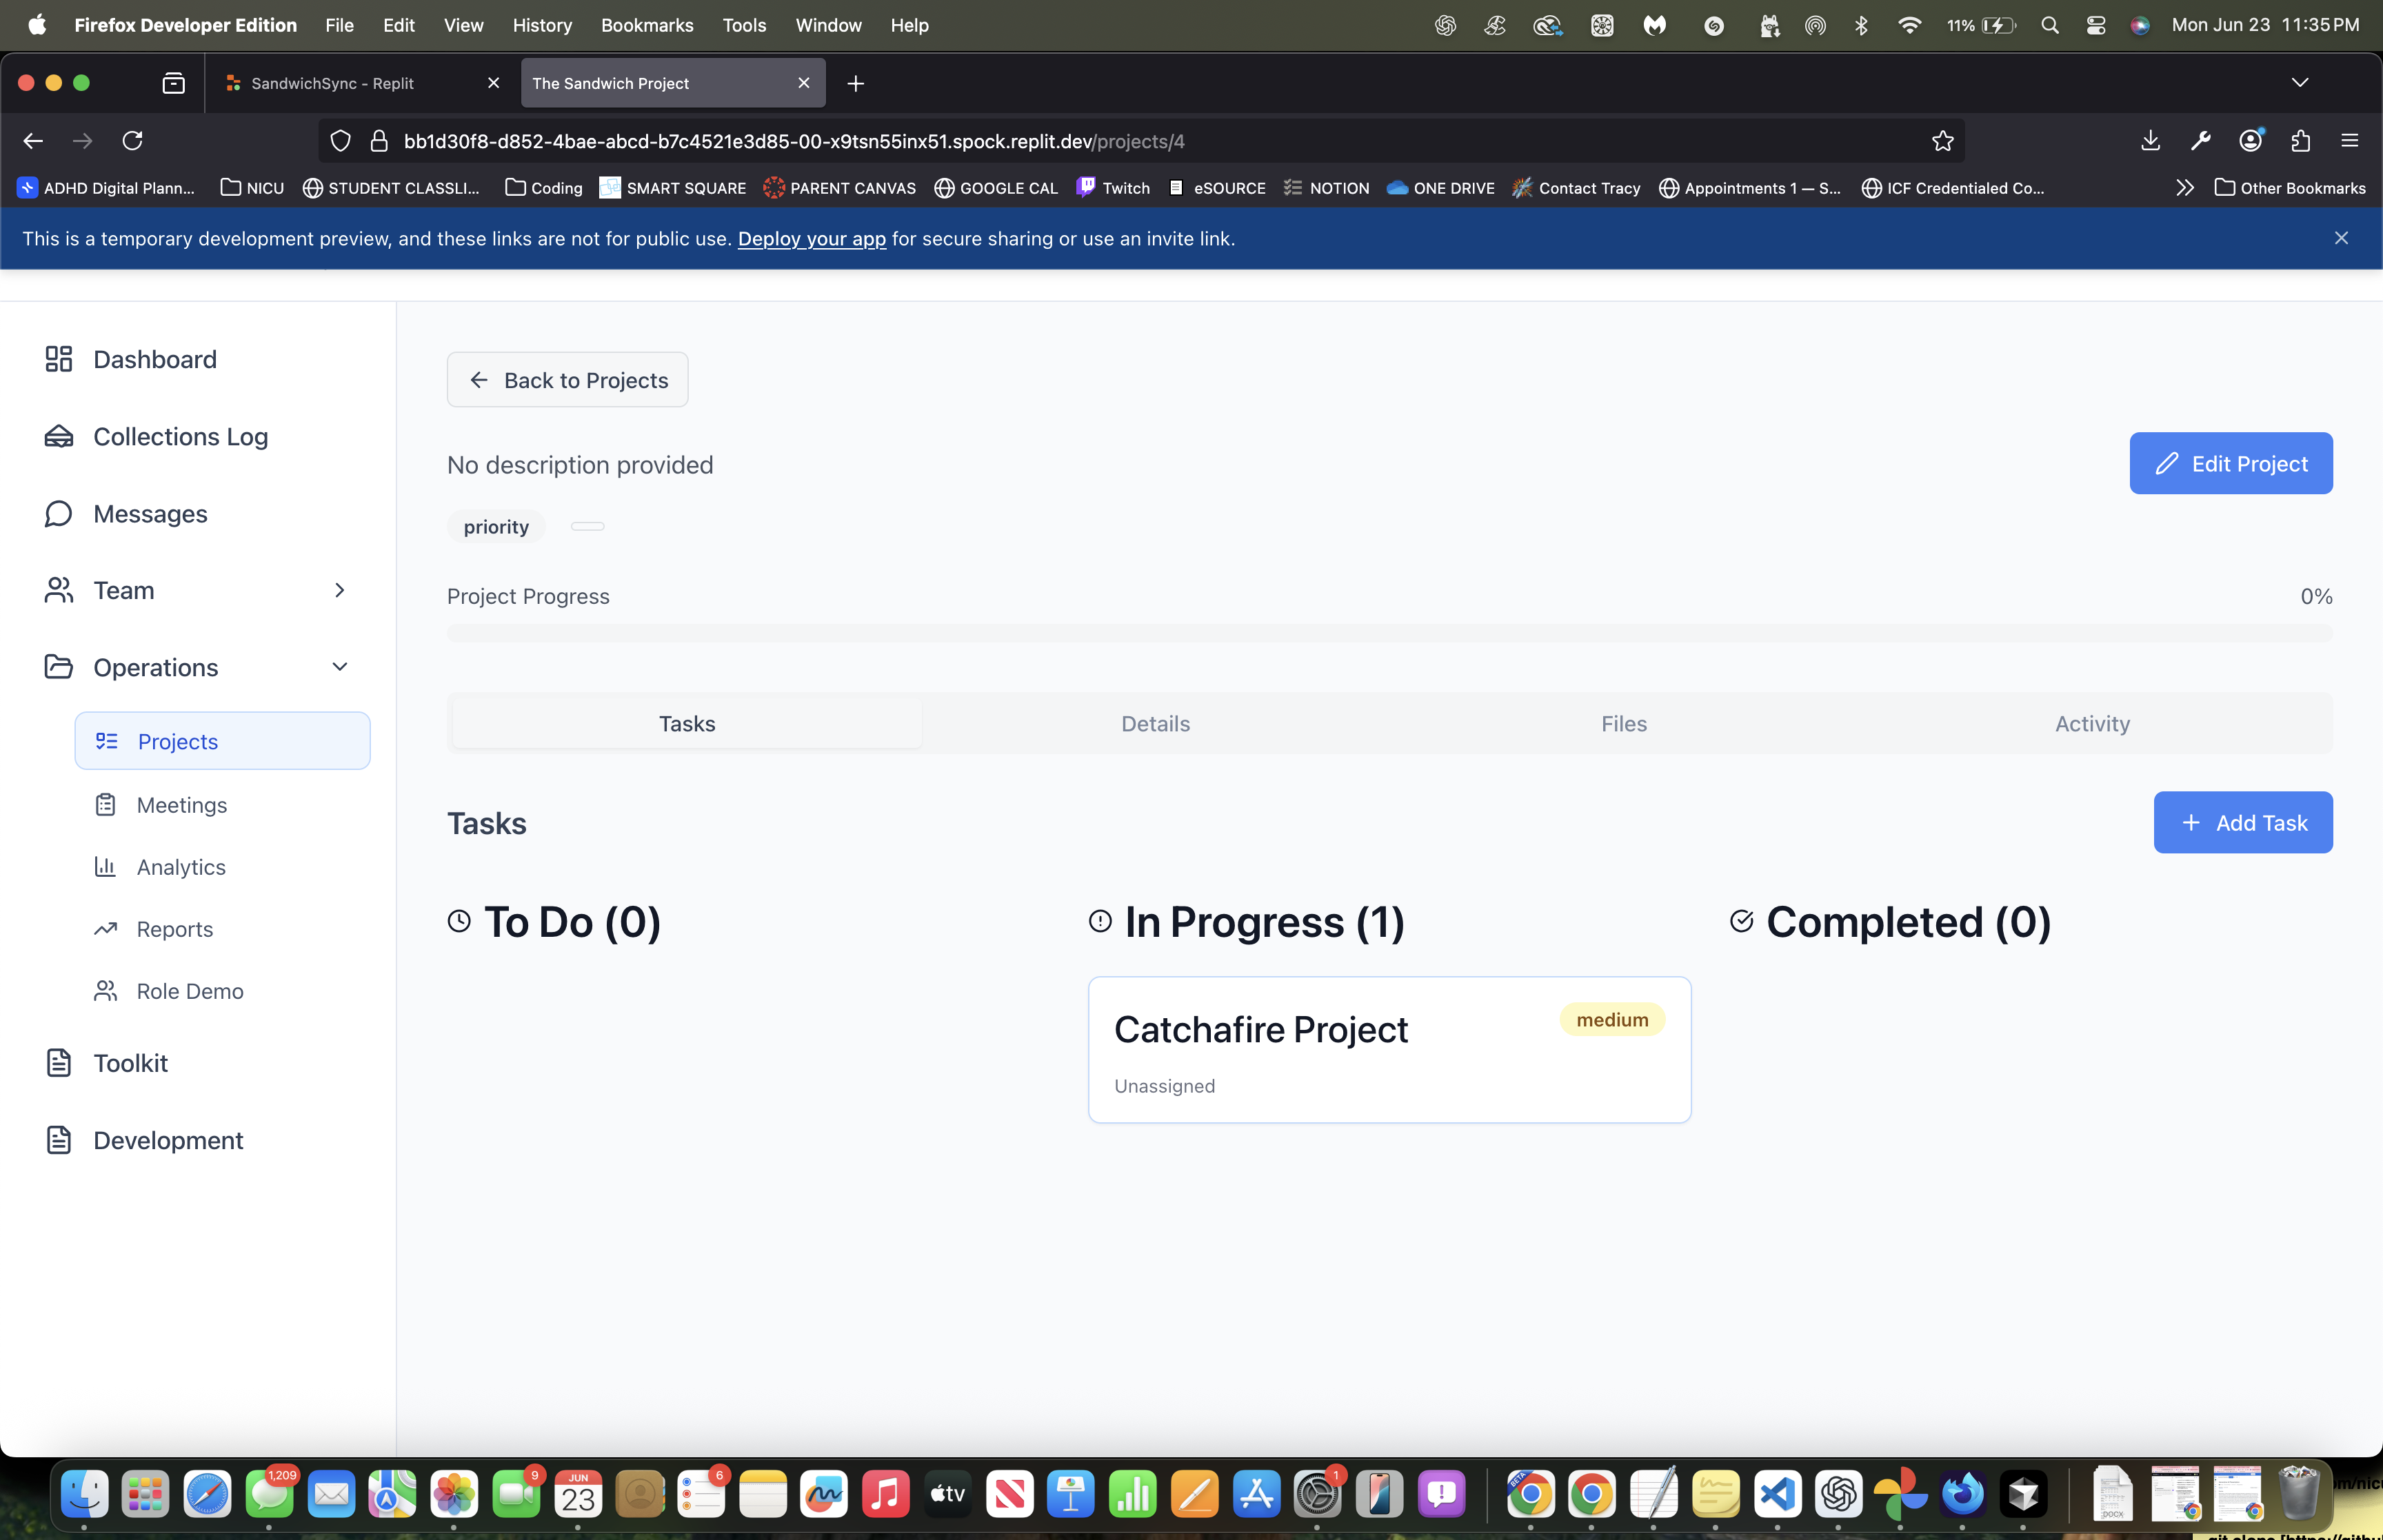 Firefox Developer Edition File Edit View History Bookmarks Tools Window Help 11% Mon Jun 23 11:35 PM
SandwichSync - Replit The Sandwich Project
bb1d30f8-d852-4bae-abcd-b7c4521e3d85-00-x9tsn55inx51.spock.replit.dev/projects/4
ADHD Digital Plann... NICU STUDENT CLASSLI... Coding SMART SQUARE PARENT CANVAS GOOGLE CAL Twitch eSOURCE NOTION ONE DRIVE Contact Tracy Appointments 1 — S... ICF Credentialed Co... Other Bookmarks
This is a temporary development preview, and these links are not for public use. Deploy your app for secure sharing or use an invite link.
Dashboard
Collections Log
Messages
Team
Operations
Projects
Meetings
Analytics
Reports
Role Demo
Toolkit
Development
Back to Projects
No description provided
Edit Project
priority
Project Progress 0%
Tasks Details Files Activity
Tasks
Add Task
To Do (0)
In Progress (1)
Completed (0)
Catchafire Project
medium
Unassigned
1,209
9
JUN
23
6
tv
1
BETA
.DOCX